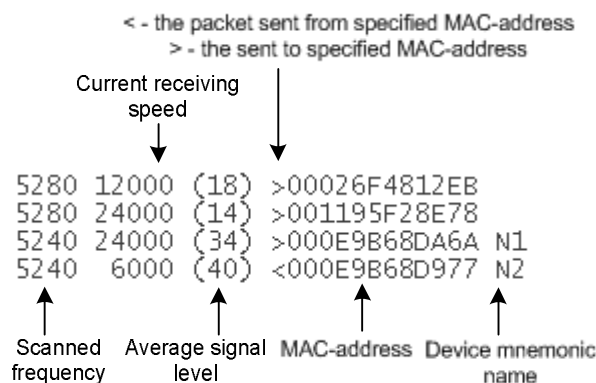 < - the packet sent from specified MAC-address
> - the sent to specified MAC-address
Current receiving
speed
5280 12000 (18) >00026F4812EB
5280 24000 (14) >001195F28E78
5240 24000 (34) >000E9B68DA6A N1
5240 6000 (40) <000E9B68D977 N2
Scanned
frequency
Average signal
level
MAC-address
Device mnemonic
name